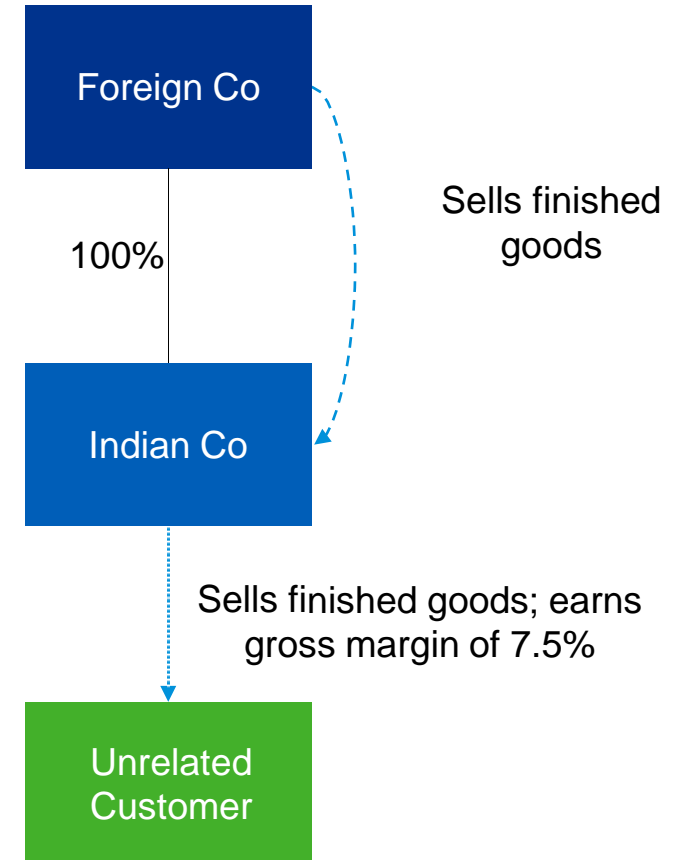 Foreign Co
Sells finished
goods
100%
Indian Co
Sells finished goods; earns
gross margin of 7.5%
Unrelated
Customer